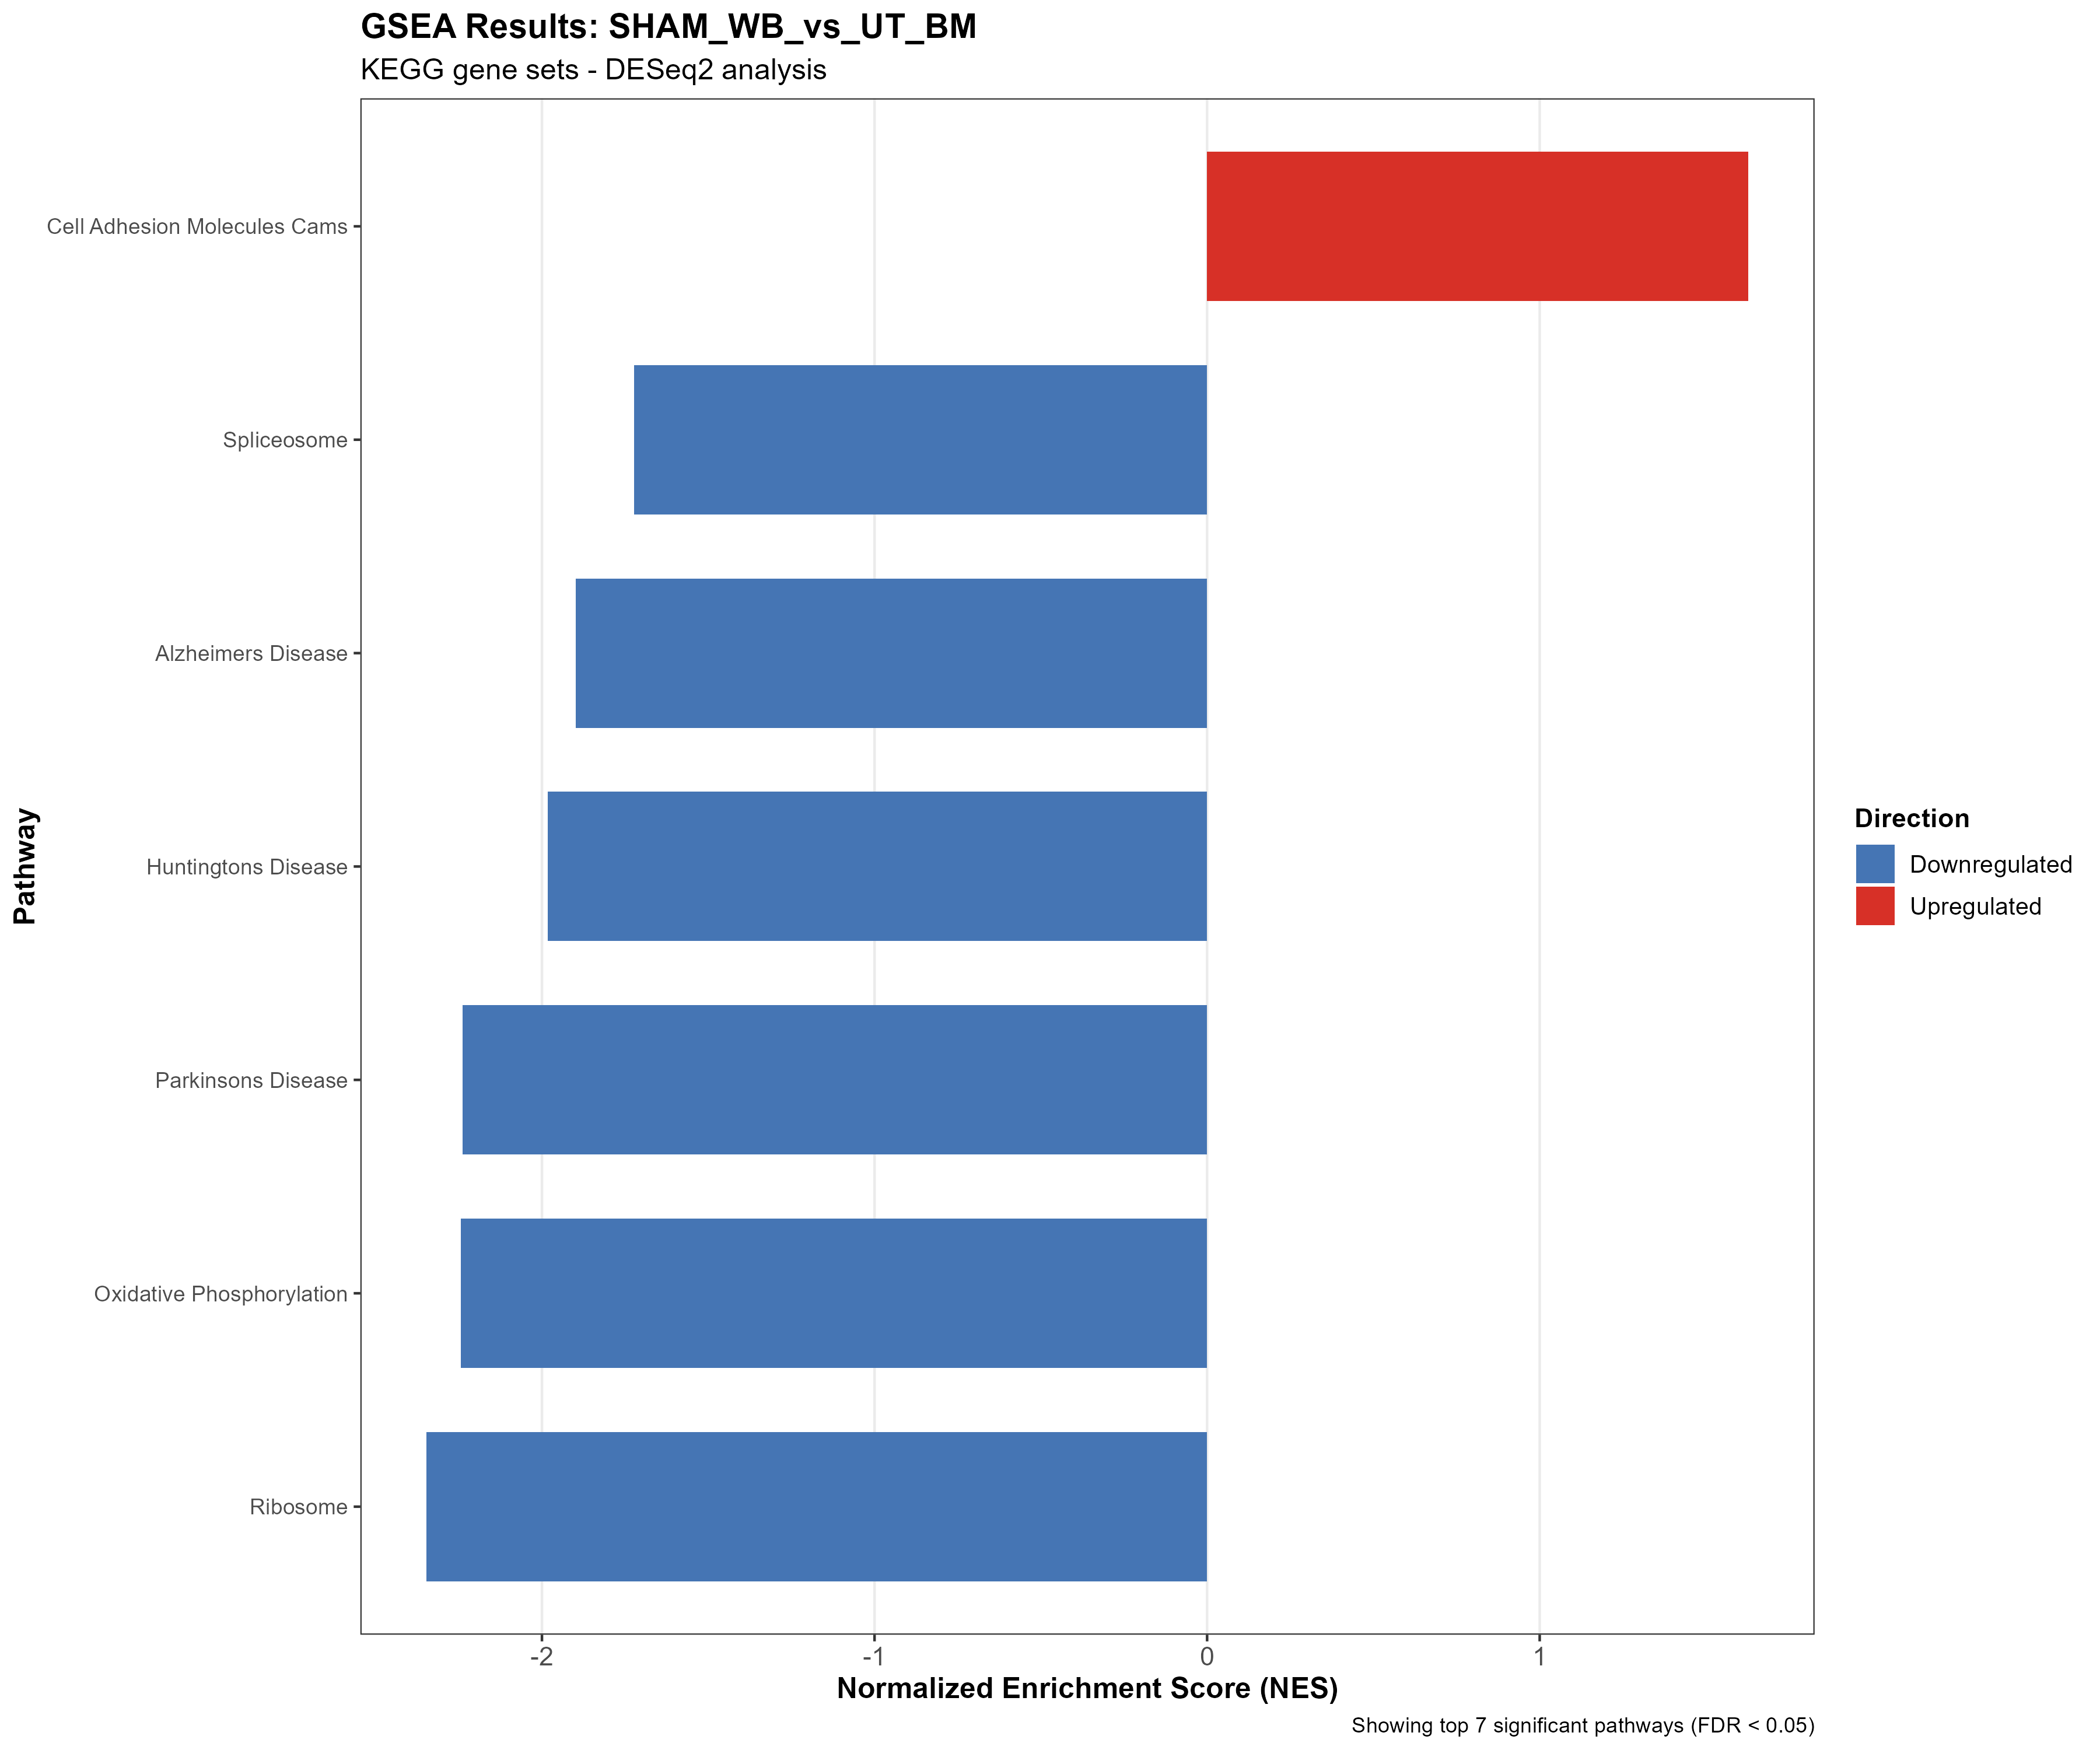 GSEA Results: SHAM_WB_vs_UT_BM
KEGG gene sets - DESeq2 analysis
Pathway
Cell Adhesion Molecules Cams
Spliceosome
Alzheimers Disease
Huntingtons Disease
Parkinsons Disease
Oxidative Phosphorylation
Ribosome
-2 -1 0 1
Normalized Enrichment Score (NES)
Direction
Downregulated
Upregulated
Showing top 7 significant pathways (FDR < 0.05)